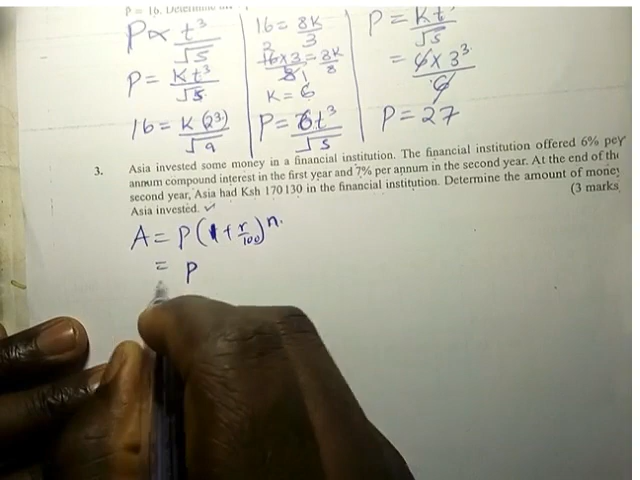 P = 16. Determine the
P ∝ t³/√s
P = Kt³/√s
16 = K(2³)/√9
16 = 8K/3
16×3/8 = 8K/8
K = 6
P = 6t³/√s
P = Kt³/√s
= 6×3³/6
P = 27
3. Asia invested some money in a financial institution. The financial institution offered 6% per
annum compound interest in the first year and 7% per annum in the second year. At the end of the
second year, Asia had Ksh 170 130 in the financial institution. Determine the amount of money
Asia invested. ✓ (3 marks
A = P(1 + r/100)ⁿ.
= P